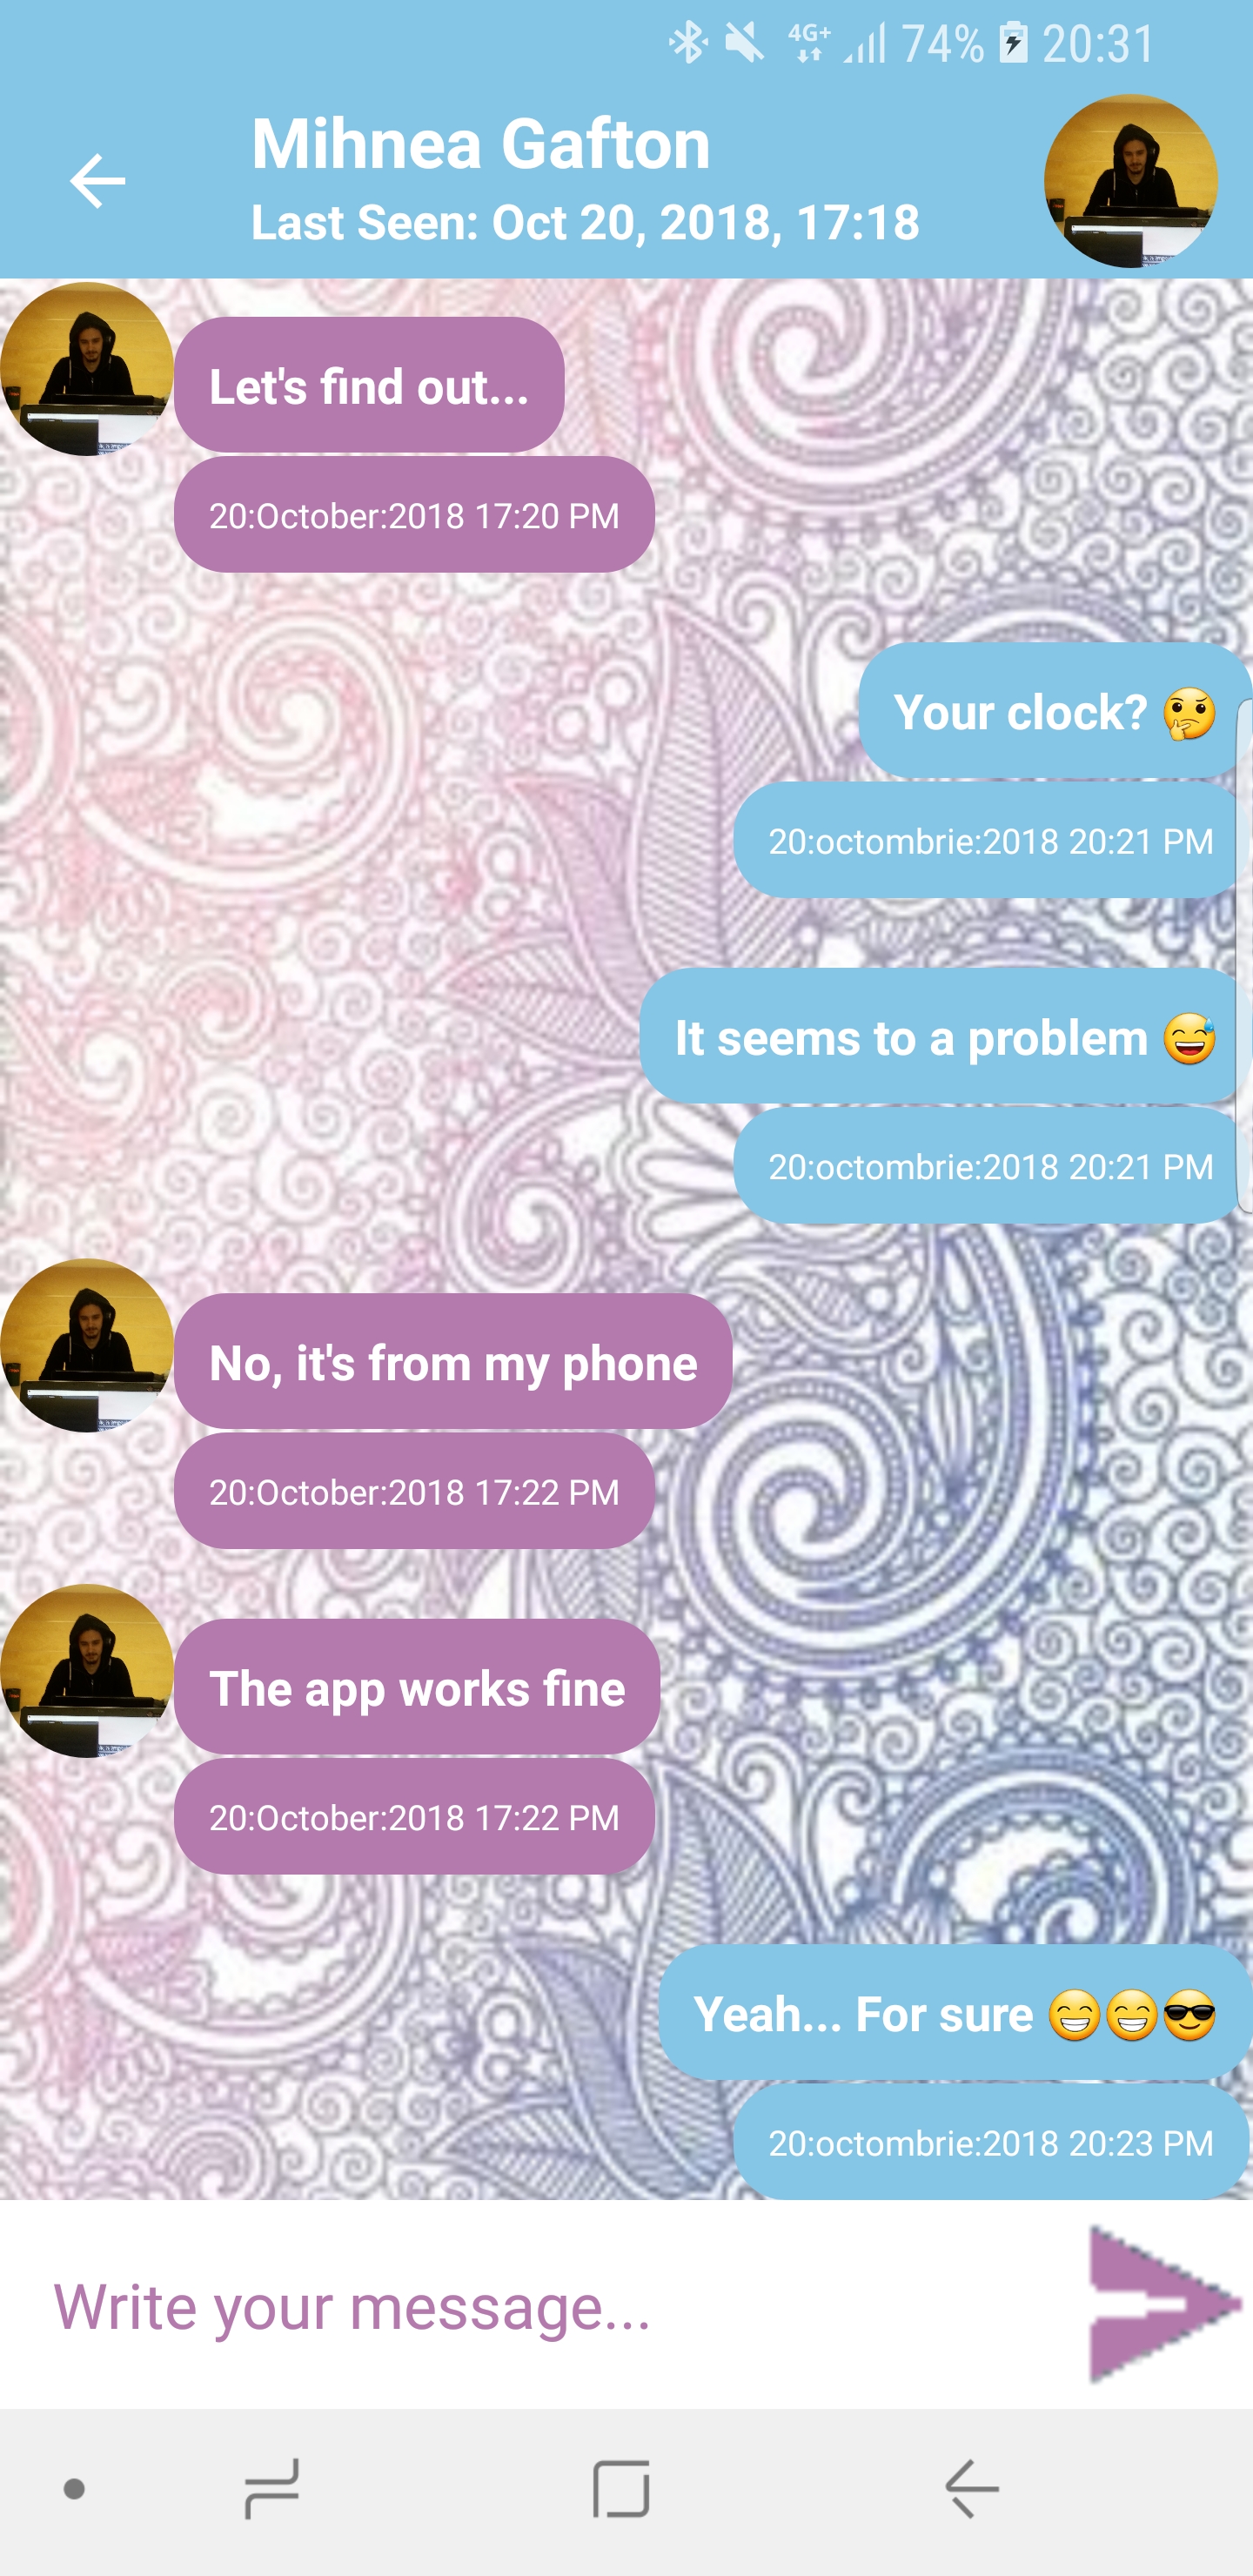 4G+ 74% 20:31
Mihnea Gafton
Last Seen: Oct 20, 2018, 17:18
Let's find out...
20:October:2018 17:20 PM
Your clock? 🤔
20:octombrie:2018 20:21 PM
It seems to a problem 😅
20:octombrie:2018 20:21 PM
No, it's from my phone
20:October:2018 17:22 PM
The app works fine
20:October:2018 17:22 PM
Yeah... For sure 😁😁😎
20:octombrie:2018 20:23 PM
Write your message...